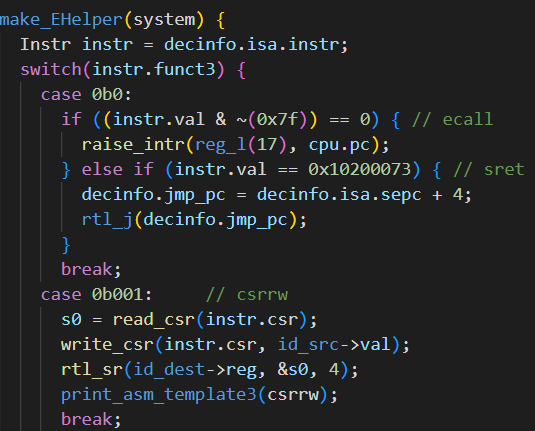 make_EHelper(system) {
  Instr instr = decinfo.isa.instr;
  switch(instr.funct3) {
    case 0b0:
      if ((instr.val & ~(0x7f)) == 0) { // ecall
        raise_intr(reg_l(17), cpu.pc);
      } else if (instr.val == 0x10200073) { // sret
        decinfo.jmp_pc = decinfo.isa.sepc + 4;
        rtl_j(decinfo.jmp_pc);
      }
      break;
    case 0b001:     // csrrw
      s0 = read_csr(instr.csr);
      write_csr(instr.csr, id_src->val);
      rtl_sr(id_dest->reg, &s0, 4);
      print_asm_template3(csrrw);
      break;